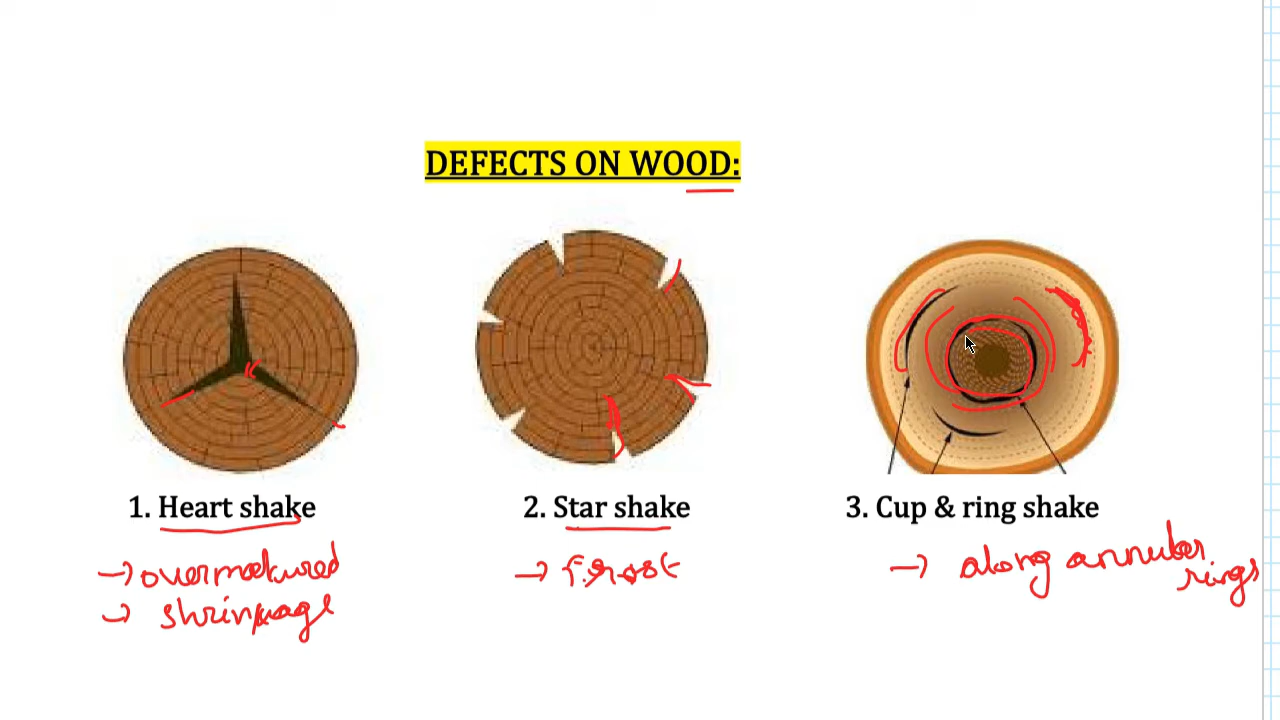 DEFECTS ON WOOD:
1. Heart shake
2. Star shake
3. Cup & ring shake
→ overmatured
→ shrinkage
→ frost
→ along annular
rings